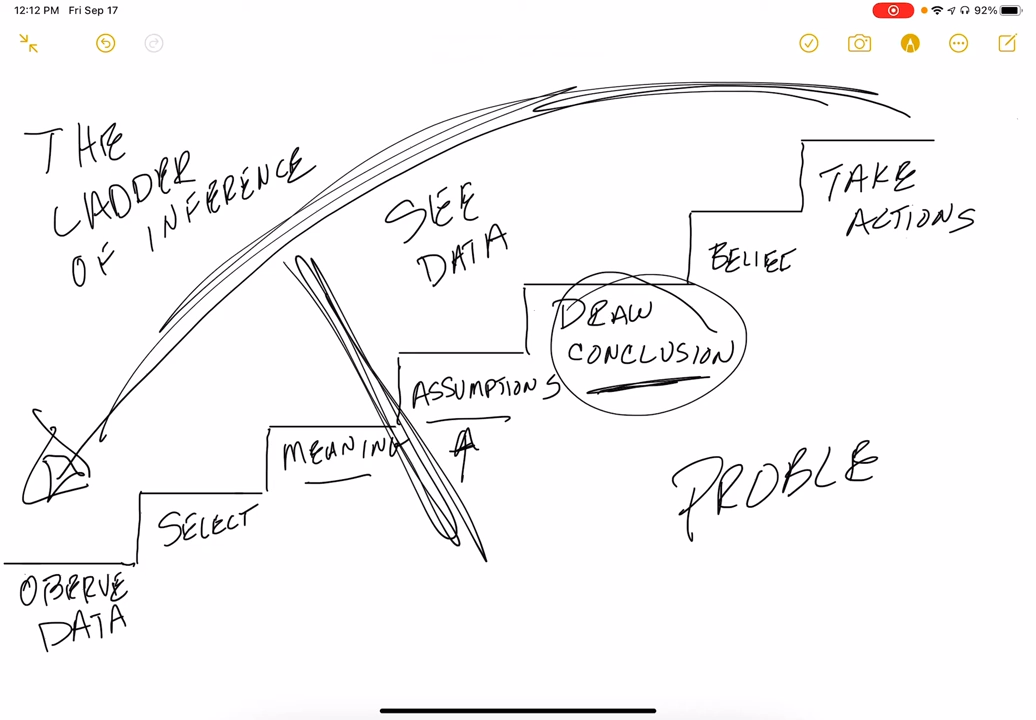 12:12 PM Fri Sep 17
92%
THE
LADDER
OF INFERENCE
SEE
DATA
TAKE
ACTIONS
BELIEF
DRAW
CONCLUSION
ASSUMPTIONS
MEANING
SELECT
OBERVE
DATA
PROBLE